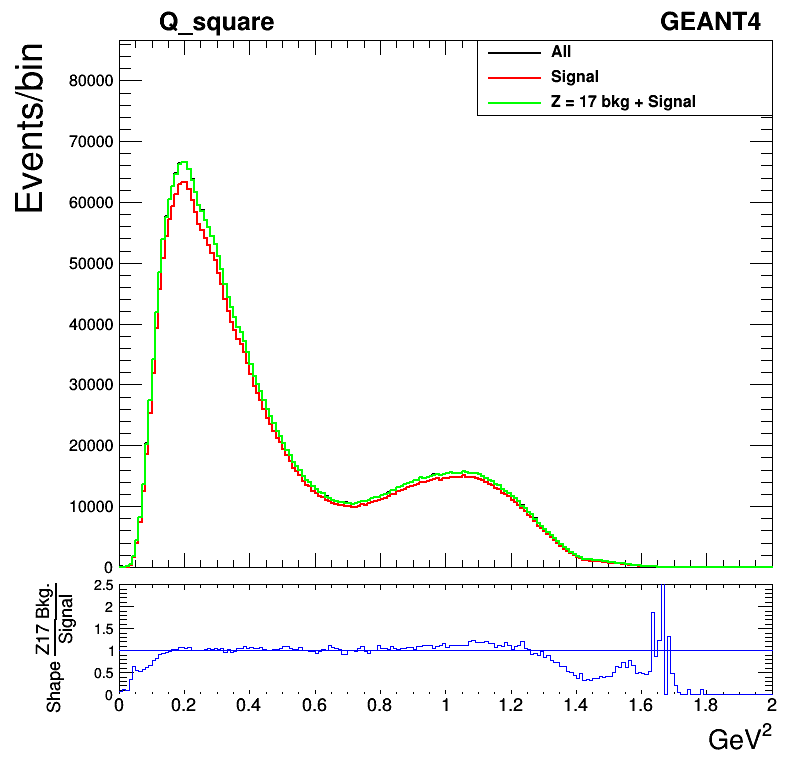 Q_square
GEANT4
Events/bin
All
Signal
Z = 17 bkg + Signal
80000
70000
60000
50000
40000
30000
20000
10000
0
Shape Z17 Bkg.
Signal
2.5
2
1.5
1
0.5
0
0 0.2 0.4 0.6 0.8 1 1.2 1.4 1.6 1.8 2
GeV2